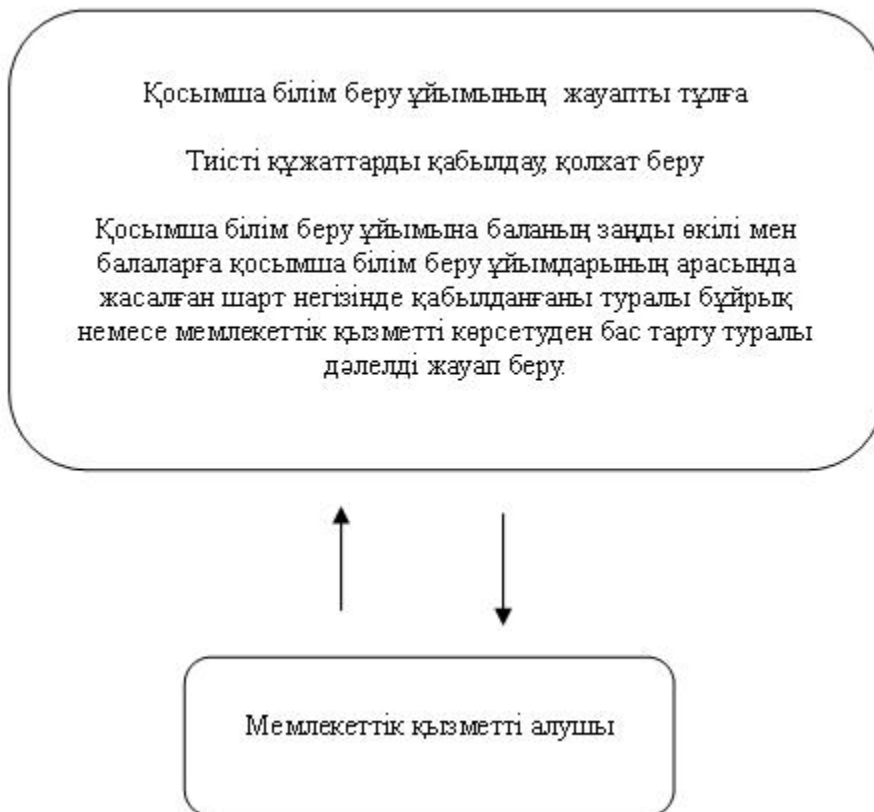 Қосымша білім беру ұйымының жауапты тұлға
Тиісті құжаттарды қабылдау, қолхат беру
Қосымша білім беру ұйымына баланың заңды өкілі мен
балаларға қосымша білім беру ұйымдарының арасында
жасалған шарт негізінде қабылданғаны туралы бұйрық
немесе мемлекеттік қызметті көрсетуден бас тарту туралы
дәлелді жауап беру.
Мемлекеттік қызметті алушы